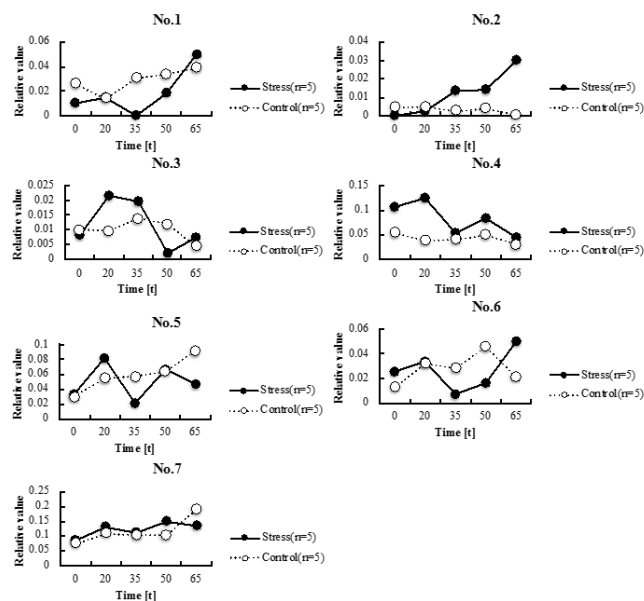 No.1
Relative value
0.06
0.04
0.02
0
0 20 35 50 65
Time [t]
Stress(n=5)
Control(n=5)
No.2
Relative value
0.04
0.03
0.02
0.01
0
0 20 35 50 65
Time [t]
Stress(n=5)
Control(n=5)
No.3
Relative value
0.025
0.02
0.015
0.01
0.005
0
0 20 35 50 65
Time [t]
Stress(n=5)
Control(n=5)
No.4
Relative value
0.15
0.1
0.05
0
0 20 35 50 65
Time [t]
Stress(n=5)
Control(n=5)
No.5
Relative value
0.1
0.08
0.06
0.04
0.02
0
0 20 35 50 65
Time [t]
Stress(n=5)
Control(n=5)
No.6
Relative value
0.06
0.04
0.02
0
0 20 35 50 65
Time [t]
Stress(n=5)
Control(n=5)
No.7
Relative value
0.25
0.2
0.15
0.1
0.05
0
0 20 35 50 65
Time [t]
Stress(n=5)
Control(n=5)